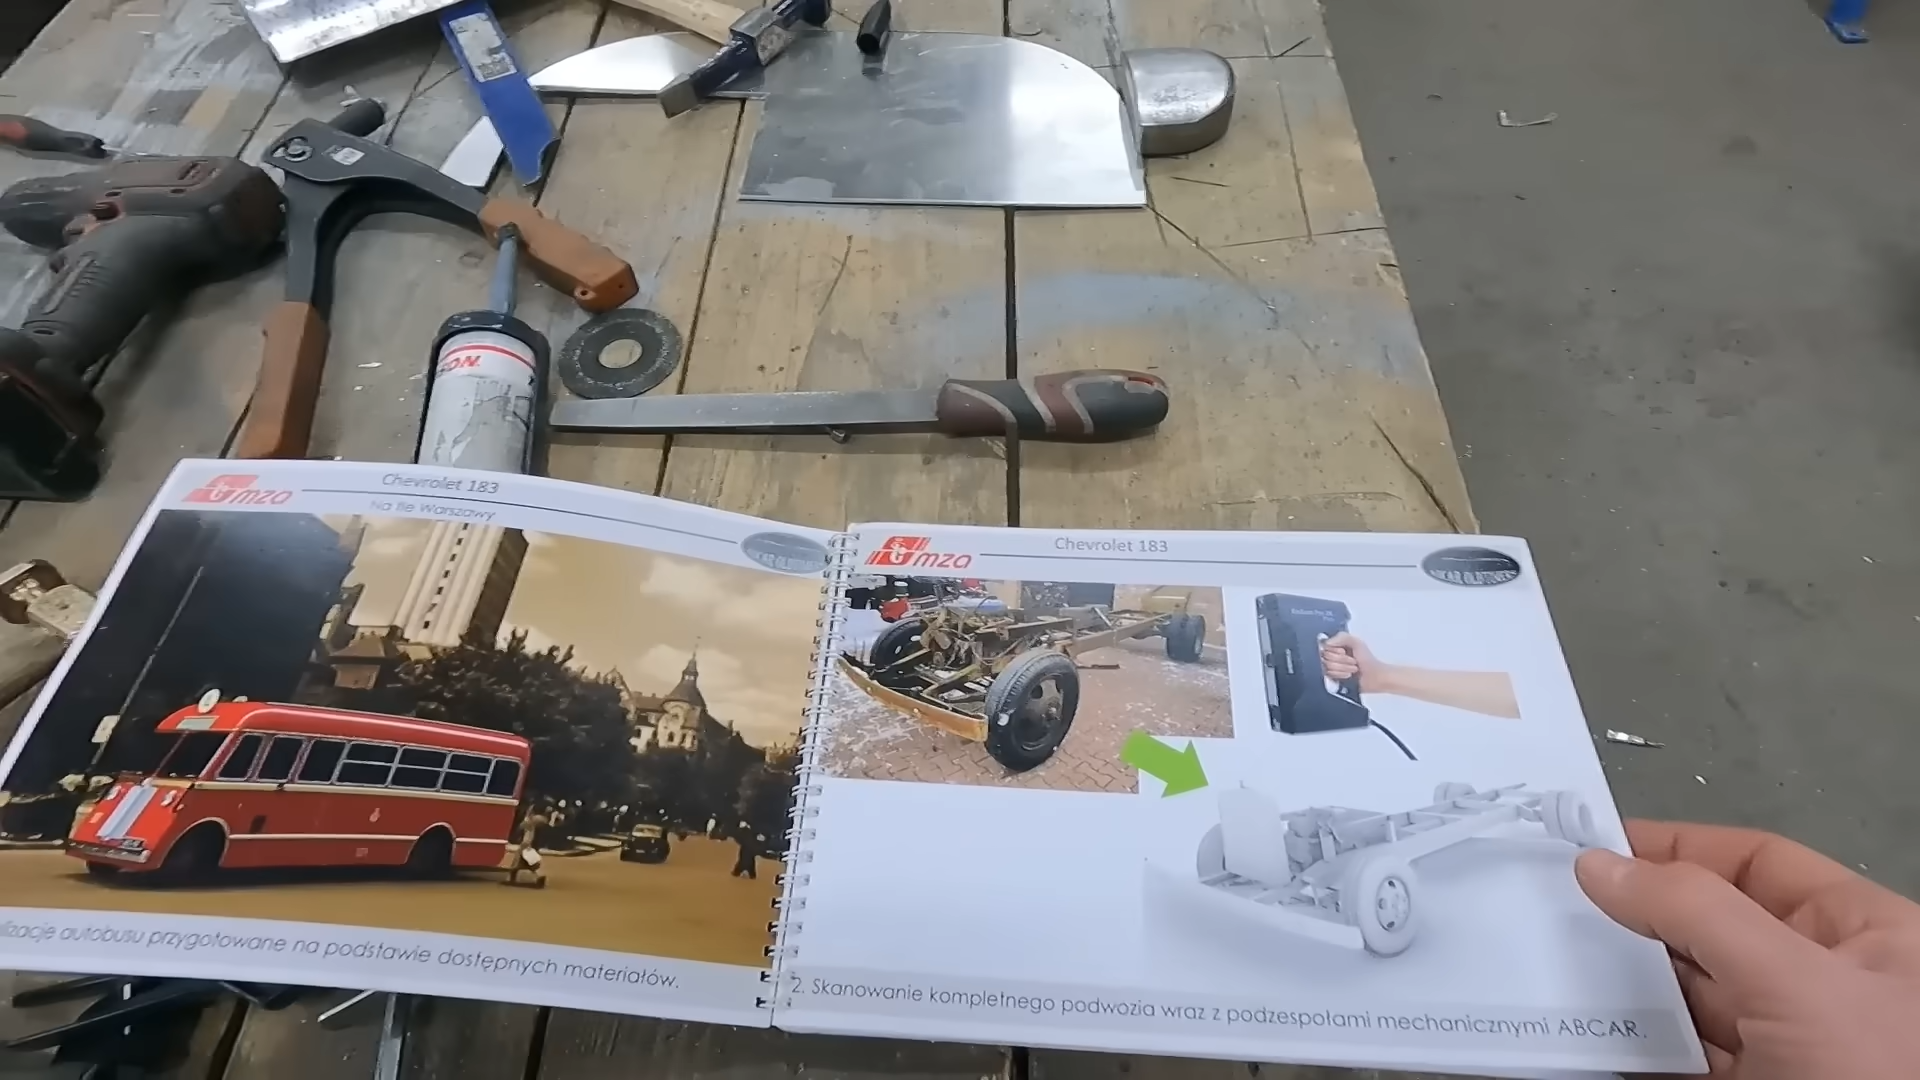 mza
Chevrolet 183
Na tle Warszawy
lizacje autobusu przygotowane na podstawie dostępnych materiałów.
mza
Chevrolet 183
2. Skanowanie kompletnego podwozia wraz z podzespołami mechanicznymi ABCAR.